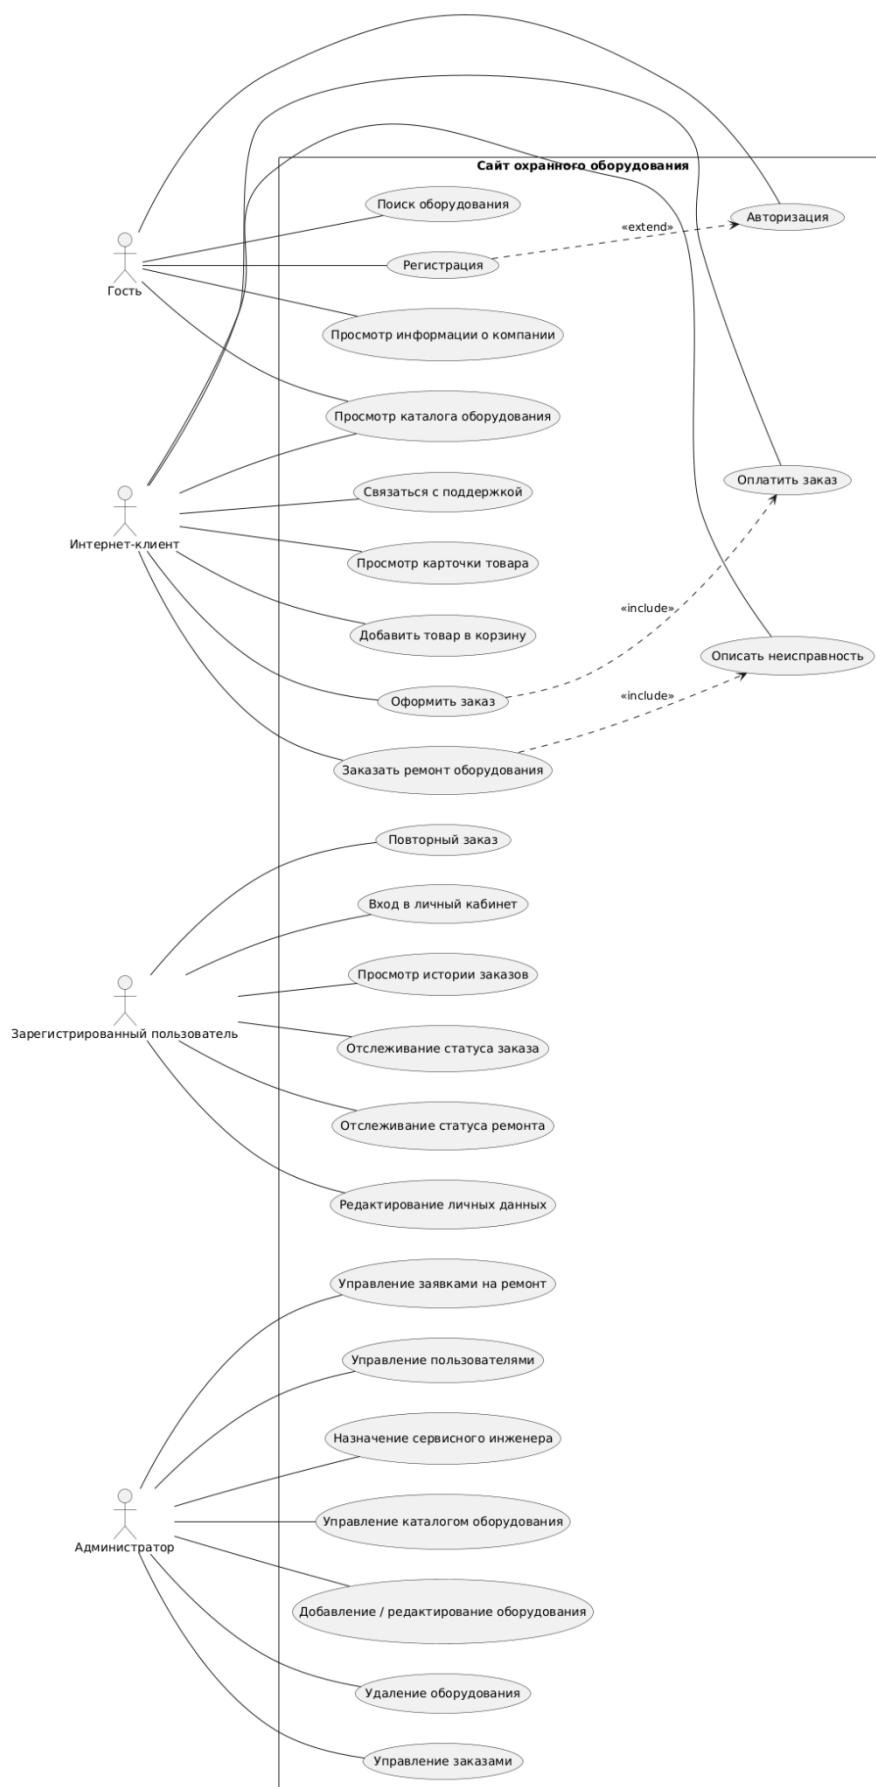 Сайт охранного оборудования
Поиск оборудования
Авторизация
«extend»
Регистрация
Гость
Просмотр информации о компании
Просмотр каталога оборудования
Оплатить заказ
Связаться с поддержкой
Интернет-клиент
Просмотр карточки товара
«include»
Добавить товар в корзину
Описать неисправность
«include»
Оформить заказ
Заказать ремонт оборудования
Повторный заказ
Вход в личный кабинет
Просмотр истории заказов
Зарегистрированный пользователь
Отслеживание статуса заказа
Отслеживание статуса ремонта
Редактирование личных данных
Управление заявками на ремонт
Управление пользователями
Назначение сервисного инженера
Управление каталогом оборудования
Администратор
Добавление / редактирование оборудования
Удаление оборудования
Управление заказами